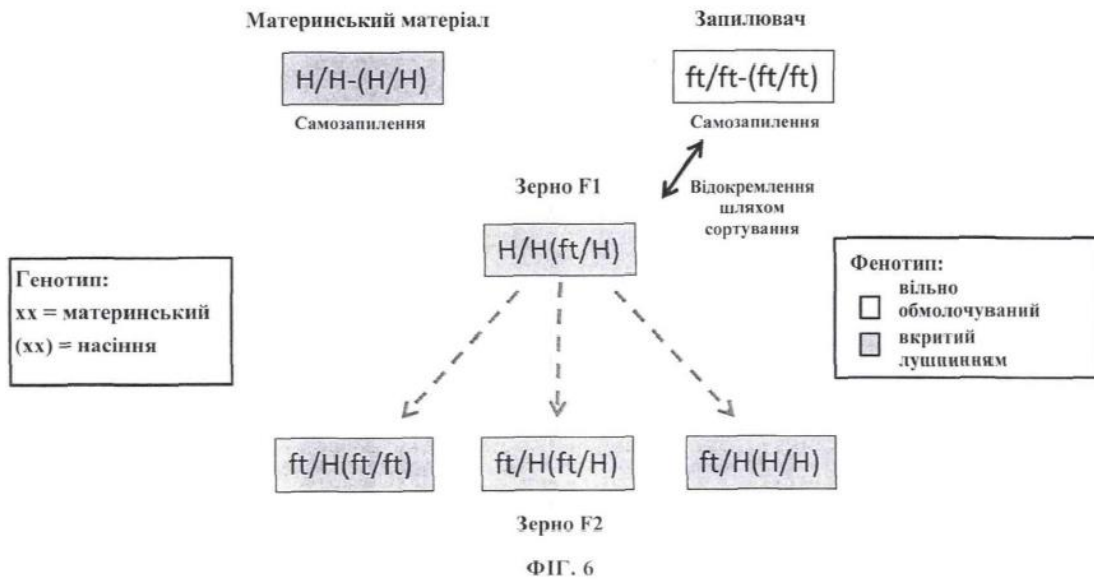 Материнський матеріал
Запилювач
H/H-(H/H)
ft/ft-(ft/ft)
Самозапилення
Самозапилення
Зерно F1
Відокремлення
шляхом
сортування
H/H(ft/H)
Генотип:
xx = материнський
(xx) = насіння
Фенотип:
вільно
обмолочуваний
вкритий
лушпинням
ft/H(ft/ft)
ft/H(ft/H)
ft/H(H/H)
Зерно F2
ФІГ. 6